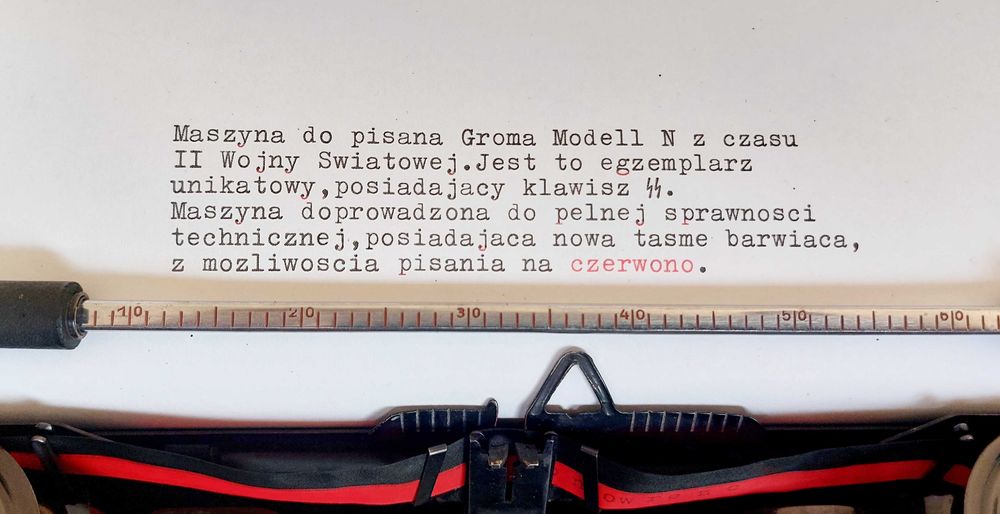 Maszyna do pisana Groma Modell N z czasu
II Wojny Swiatowej.Jest to egzemplarz
unikatowy,posiadajacy klawisz ᛋᛋ.
Maszyna doprowadzona do pelnej sprawnosci
technicznej,posiadajaca nowa tasme barwiaca,
z mozliwoscia pisania na czerwono.
10 20 30 40 50 60